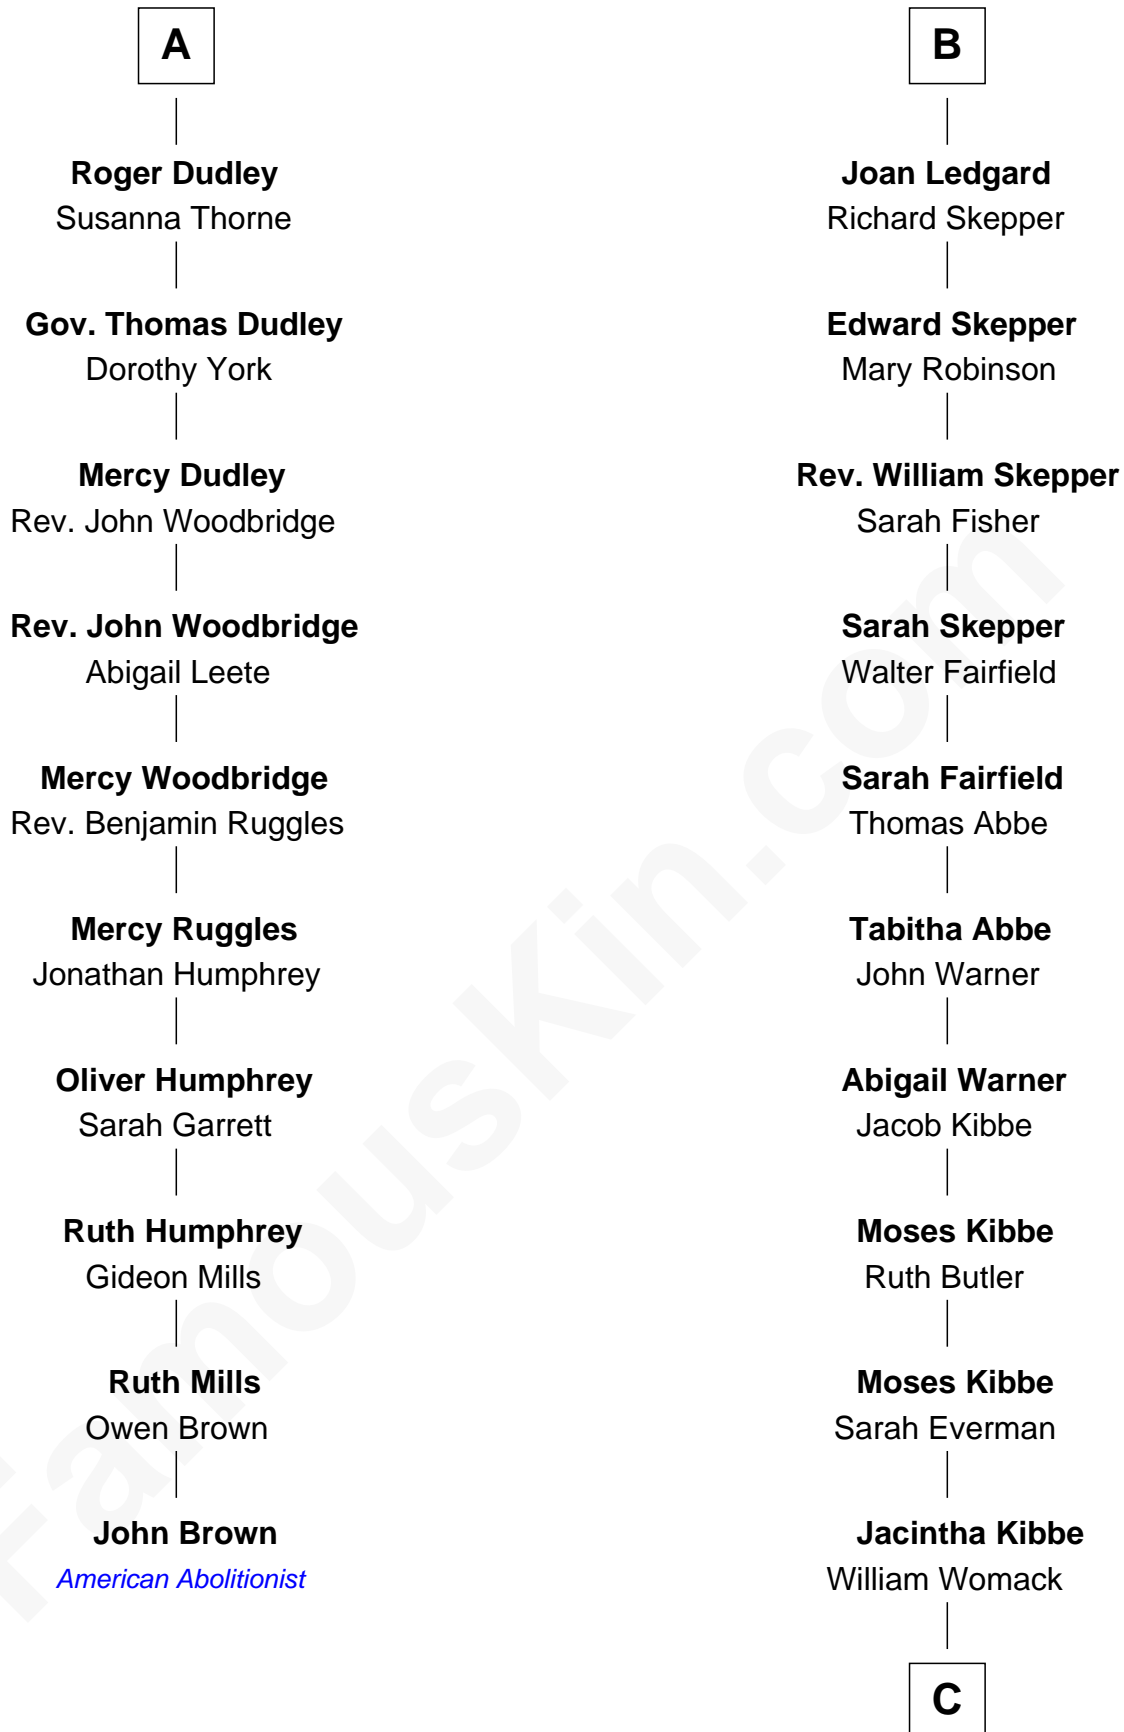 A
Roger Dudley
Susanna Thorne
Gov. Thomas Dudley
Dorothy York
Mercy Dudley
Rev. John Woodbridge
Rev. John Woodbridge
Abigail Leete
Mercy Woodbridge
Rev. Benjamin Ruggles
Mercy Ruggles
Jonathan Humphrey
Oliver Humphrey
Sarah Garrett
Ruth Humphrey
Gideon Mills
Ruth Mills
Owen Brown
John Brown
American Abolitionist
B
Joan Ledgard
Richard Skepper
Edward Skepper
Mary Robinson
Rev. William Skepper
Sarah Fisher
Sarah Skepper
Walter Fairfield
Sarah Fairfield
Thomas Abbe
Tabitha Abbe
John Warner
Abigail Warner
Jacob Kibbe
Moses Kibbe
Ruth Butler
Moses Kibbe
Sarah Everman
Jacintha Kibbe
William Womack
C
FamousKin.com